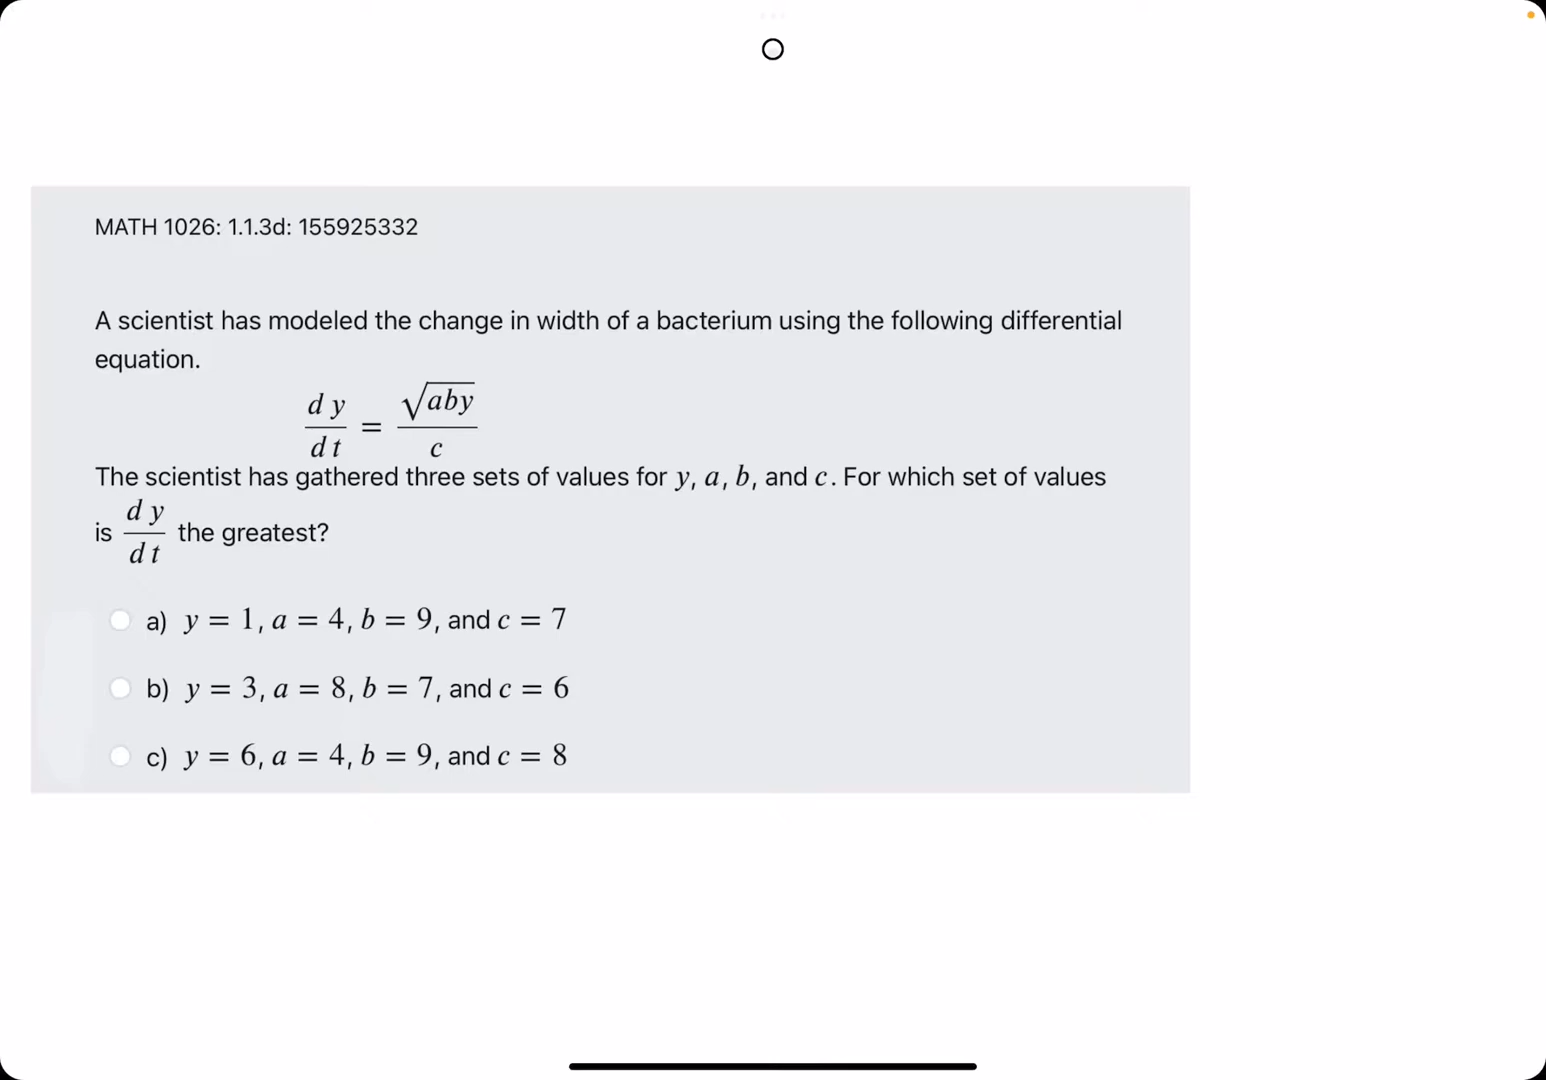 MATH 1026: 1.1.3d: 155925332
A scientist has modeled the change in width of a bacterium using the following differential
equation.
dy/dt = √(aby)/c
The scientist has gathered three sets of values for y, a, b, and c. For which set of values
is dy/dt the greatest?
a) y = 1, a = 4, b = 9, and c = 7
b) y = 3, a = 8, b = 7, and c = 6
c) y = 6, a = 4, b = 9, and c = 8